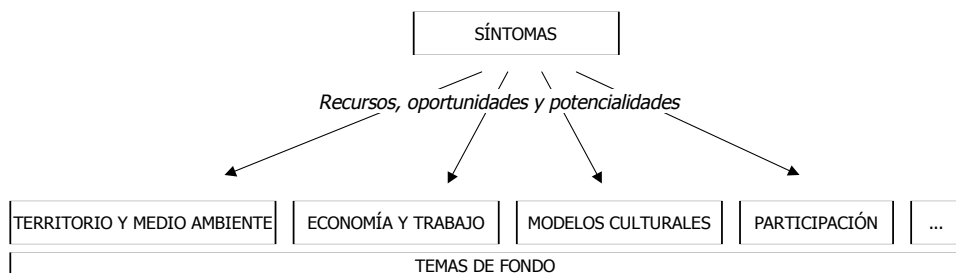 SÍNTOMAS
Recursos, oportunidades y potencialidades
TERRITORIO Y MEDIO AMBIENTE ECONOMÍA Y TRABAJO MODELOS CULTURALES PARTICIPACIÓN ...
TEMAS DE FONDO